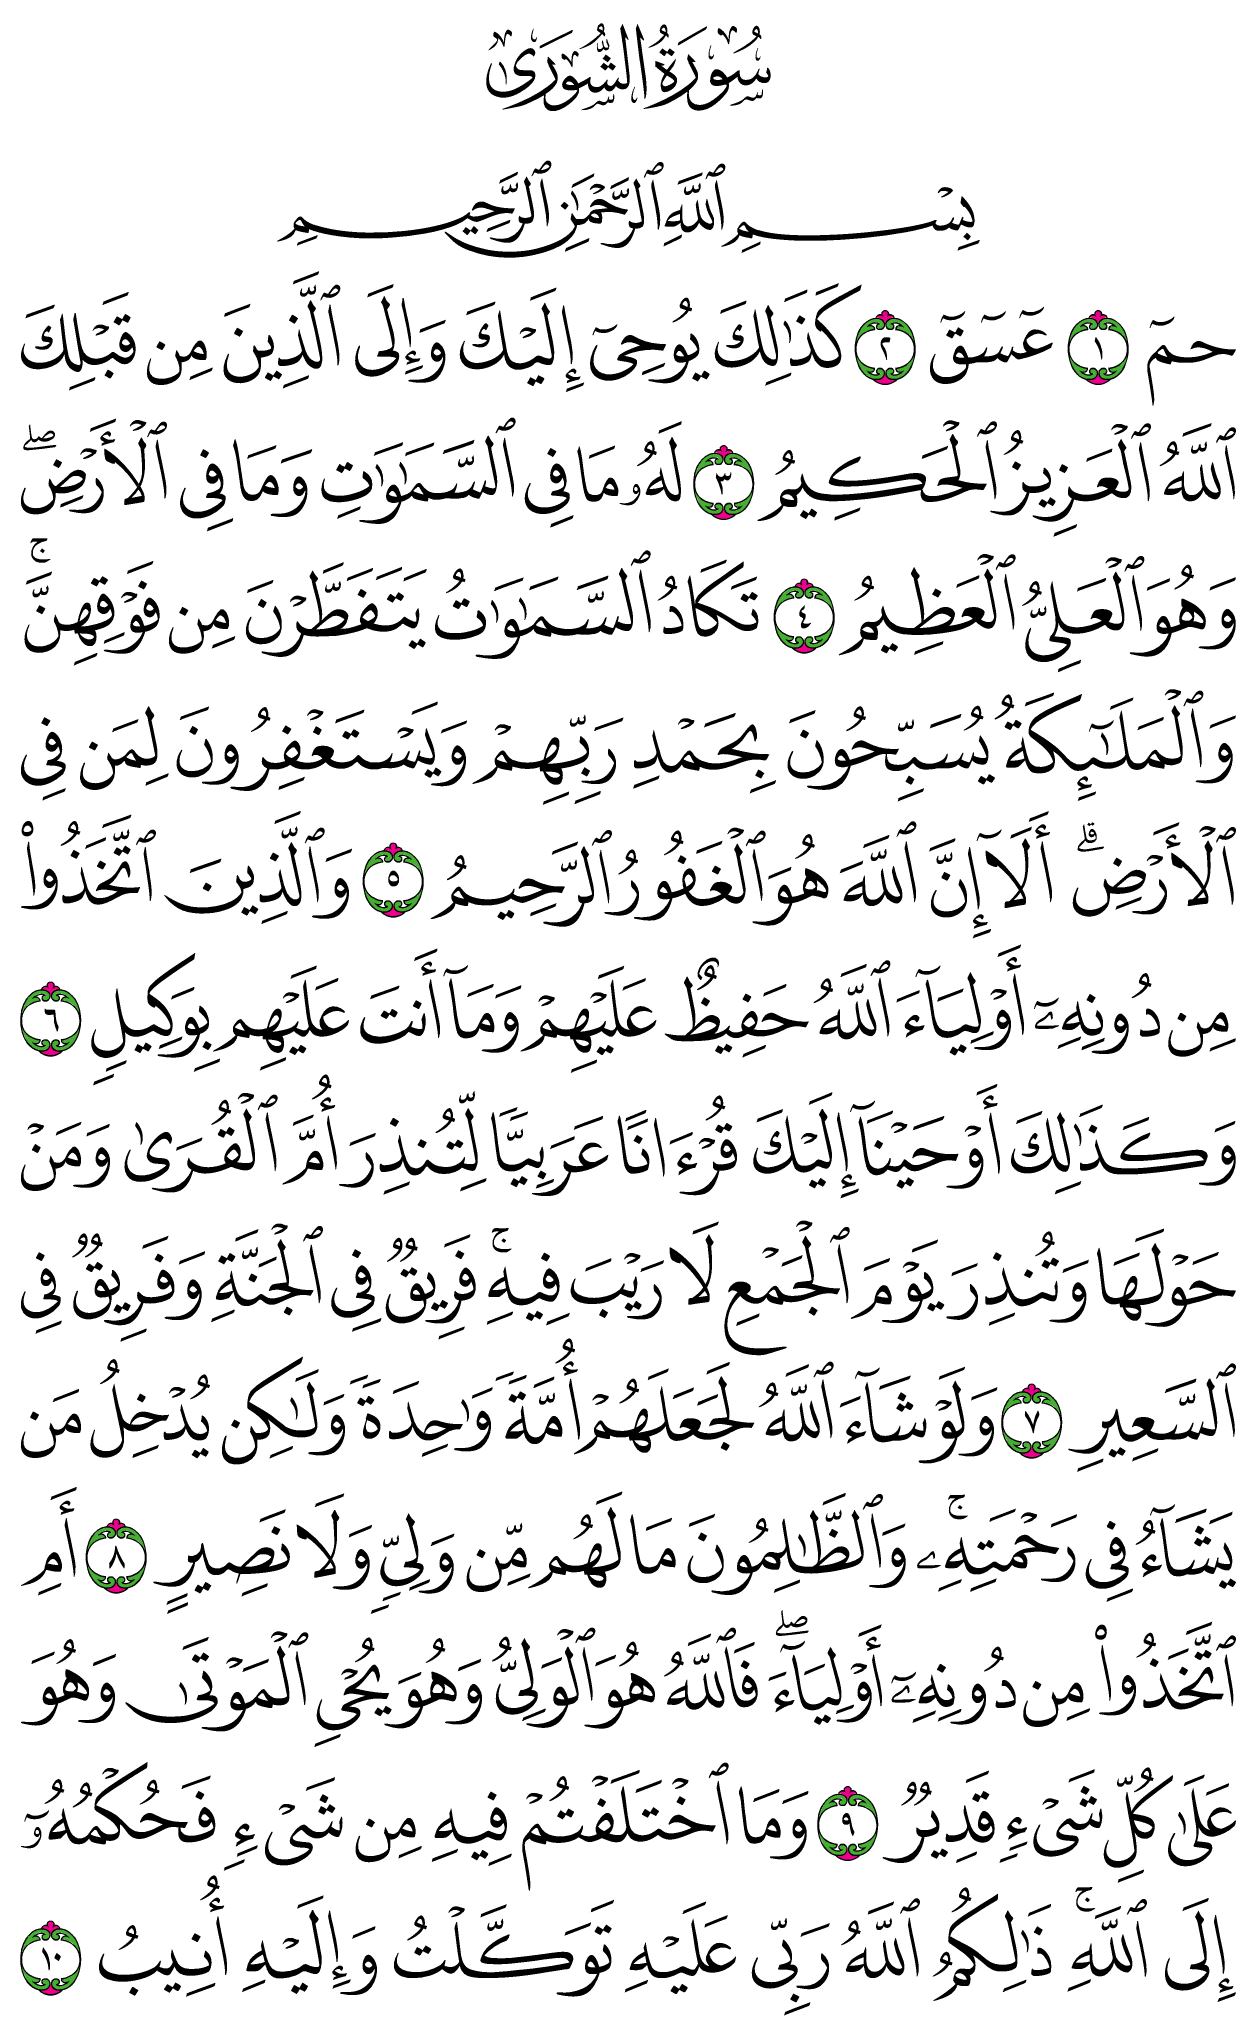 سُورَةُ الشُّورَىٰ
بِسْمِ ٱللَّهِ ٱلرَّحْمَٰنِ ٱلرَّحِيمِ
حمٓ ١ عٓسٓقٓ ٢ كَذَٰلِكَ يُوحِىٓ إِلَيْكَ وَإِلَى ٱلَّذِينَ مِن قَبْلِكَ
ٱللَّهُ ٱلْعَزِيزُ ٱلْحَكِيمُ ٣ لَهُۥ مَا فِى ٱلسَّمَٰوَٰتِ وَمَا فِى ٱلْأَرْضِۖ
وَهُوَ ٱلْعَلِىُّ ٱلْعَظِيمُ ٤ تَكَادُ ٱلسَّمَٰوَٰتُ يَتَفَطَّرْنَ مِن فَوْقِهِنَّۚ
وَٱلْمَلَٰٓئِكَةُ يُسَبِّحُونَ بِحَمْدِ رَبِّهِمْ وَيَسْتَغْفِرُونَ لِمَن فِى
ٱلْأَرْضِۗ أَلَآ إِنَّ ٱللَّهَ هُوَ ٱلْغَفُورُ ٱلرَّحِيمُ ٥ وَٱلَّذِينَ ٱتَّخَذُوا۟
مِن دُونِهِۦٓ أَوْلِيَآءَ ٱللَّهُ حَفِيظٌ عَلَيْهِمْ وَمَآ أَنتَ عَلَيْهِم بِوَكِيلٍ ٦
وَكَذَٰلِكَ أَوْحَيْنَآ إِلَيْكَ قُرْءَانًا عَرَبِيًّا لِّتُنذِرَ أُمَّ ٱلْقُرَىٰ وَمَنْ
حَوْلَهَا وَتُنذِرَ يَوْمَ ٱلْجَمْعِ لَا رَيْبَ فِيهِۚ فَرِيقٌ فِى ٱلْجَنَّةِ وَفَرِيقٌ فِى
ٱلسَّعِيرِ ٧ وَلَوْ شَآءَ ٱللَّهُ لَجَعَلَهُمْ أُمَّةً وَٰحِدَةً وَلَٰكِن يُدْخِلُ مَن
يَشَآءُ فِى رَحْمَتِهِۦۚ وَٱلظَّٰلِمُونَ مَا لَهُم مِّن وَلِىٍّ وَلَا نَصِيرٍ ٨ أَمِ
ٱتَّخَذُوا۟ مِن دُونِهِۦٓ أَوْلِيَآءَۖ فَٱللَّهُ هُوَ ٱلْوَلِىُّ وَهُوَ يُحْىِ ٱلْمَوْتَىٰ وَهُوَ
عَلَىٰ كُلِّ شَىْءٍ قَدِيرٌ ٩ وَمَا ٱخْتَلَفْتُمْ فِيهِ مِن شَىْءٍ فَحُكْمُهُۥٓ
إِلَى ٱللَّهِۚ ذَٰلِكُمُ ٱللَّهُ رَبِّى عَلَيْهِ تَوَكَّلْتُ وَإِلَيْهِ أُنِيبُ ١٠